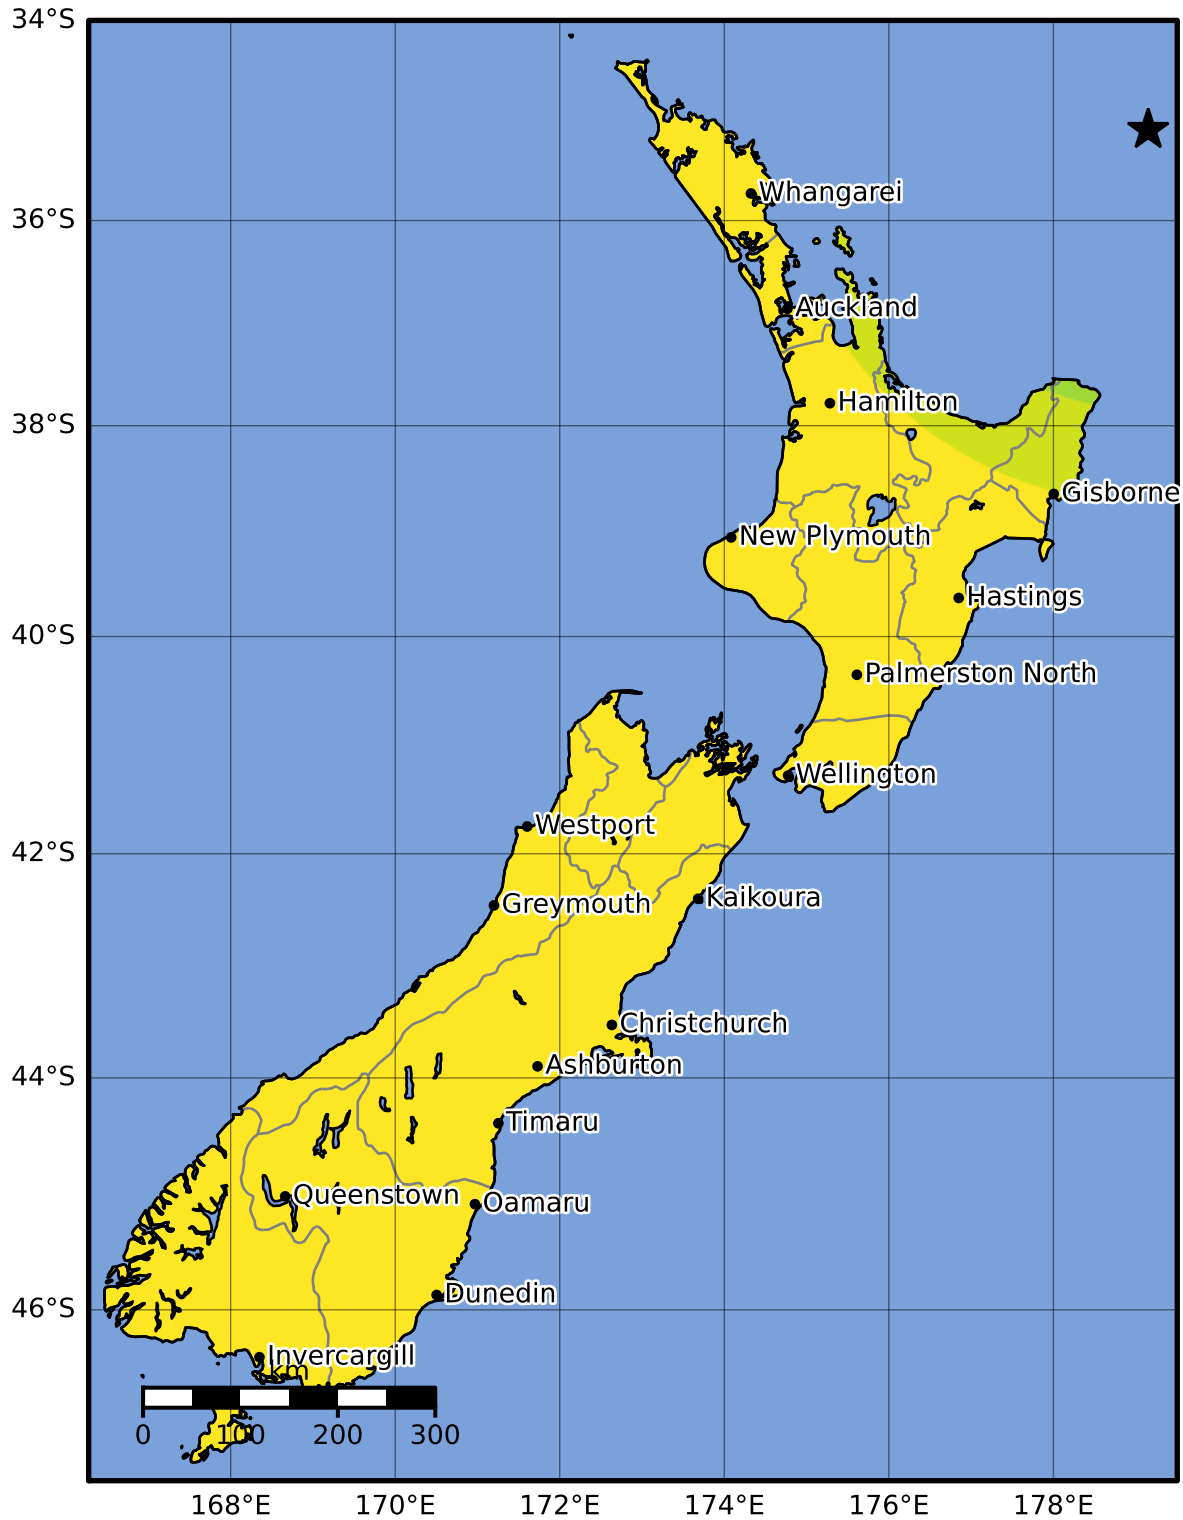 34°S
Whangarei
36°S
Auckland
Hamilton
38°S
Gisborne
New Plymouth
Hastings
40°S
Palmerston North
Wellington
Westport
42°S
Kaikoura
Greymouth
Christchurch
Ashburton
44°S
Timaru
Queenstown
Oamaru
Dunedin
46°S
Invercargill
km
0 100 200 300
168°E 170°E 172°E 174°E 176°E 178°E